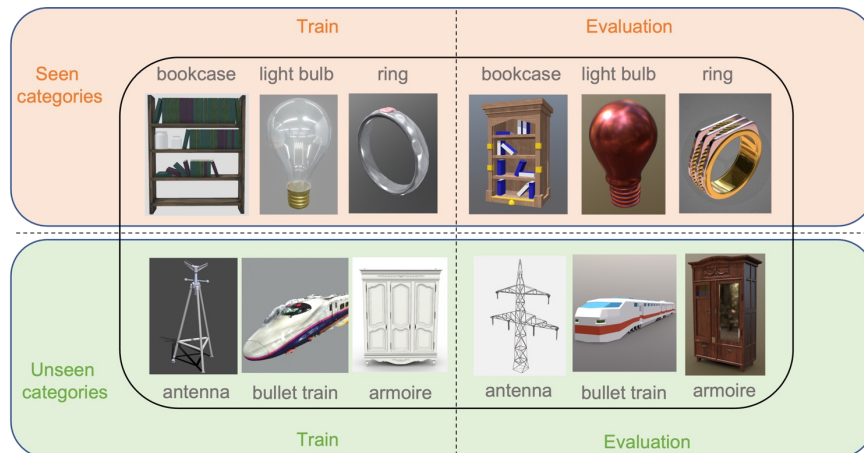 Train
Evaluation
Seen
categories
bookcase
light bulb
ring
bookcase
light bulb
ring
Unseen
categories
antenna
bullet train
armoire
antenna
bullet train
armoire
Train
Evaluation